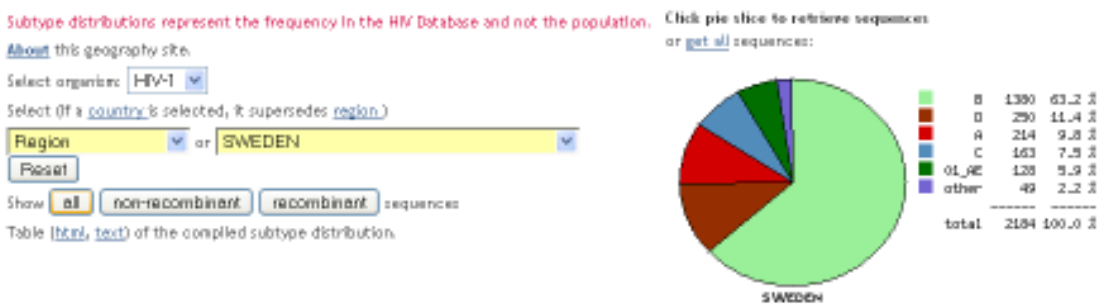 Subtype distributions represent the frequency in the HIV Database and not the population.
About this geography site.
Select organism: HIV-1
Select (If a country is selected, it supersedes region.)
Region or SWEDEN
Reset
Show all non-recombinant recombinant sequences
Table (html, text) of the compiled subtype distribution.
Click pie slice to retrieve sequences
or get all sequences:
B 1380 63.2 %
D 250 11.4 %
A 214 9.8 %
C 163 7.5 %
01_AE 128 5.9 %
other 49 2.2 %
------ ------
total 2184 100.0 %
SWEDEN